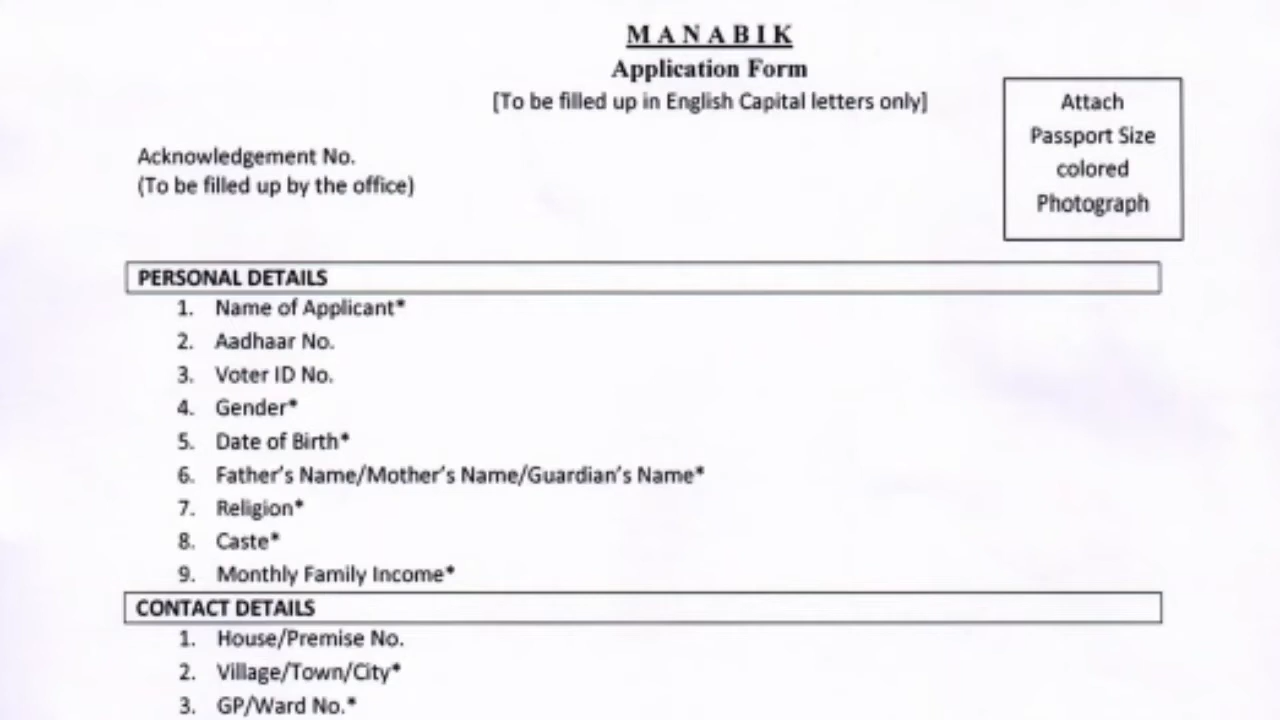 MANABIK
Application Form
[To be filled up in English Capital letters only]
Attach
Passport Size
colored
Photograph
Acknowledgement No.
(To be filled up by the office)
PERSONAL DETAILS
1. Name of Applicant*
2. Aadhaar No.
3. Voter ID No.
4. Gender*
5. Date of Birth*
6. Father's Name/Mother's Name/Guardian's Name*
7. Religion*
8. Caste*
9. Monthly Family Income*
CONTACT DETAILS
1. House/Premise No.
2. Village/Town/City*
3. GP/Ward No.*